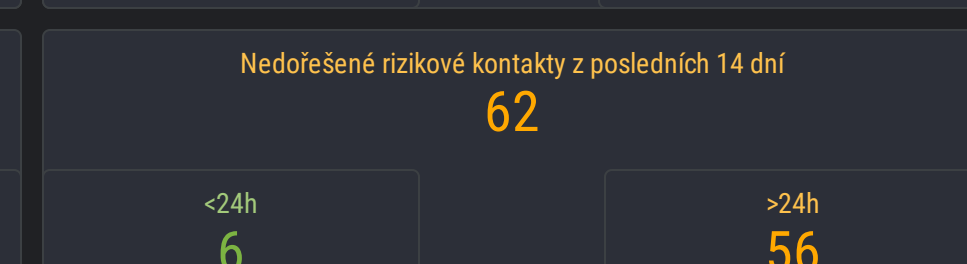 Nedořešené rizikové kontakty z posledních 14 dní
62
<24h
>24h
6
56